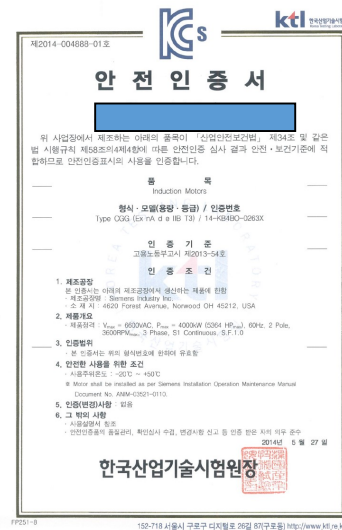 KCs
ktl 한국산업기술시험
제2014-004888-01호
안 전 인 증 서
위 사업장에서 제조하는 아래의 품목이 「산업안전보건법」 제34조 및 같은
법 시행규칙 제58조의4제4항에 따른 안전인증 심사 결과 안전・보건기준에 적
합하므로 안전인증표시의 사용을 인증합니다.
품 목
Induction Motors
형식・모델(용량・등급) / 인증번호
Type CGG (Ex nA d e IIB T3) / 14-KB4BO-0263X
인 증 기 준
고용노동부고시 제2013-54호
인 증 조 건
1. 제조공장
본 인증서는 아래의 제조공장에서 생산하는 제품에 한함
- 제조공장명 : Siemens Industry Inc.
- 소 재 지 : 4620 Forest Avenue, Norwood OH 45212, USA
2. 제품개요
- 제품정격 : Vmax = 6600VAC, Pmax = 4000kW (5364 HPmax), 60Hz, 2 Pole,
3600RPMmax, 3 Phase, S1 Continuous, S.F.1.0
3. 인증범위
- 본 인증서는 위의 형식번호에 한하여 유효함
4. 안전한 사용을 위한 조건
- 사용주위온도 : -20℃ ~ +50℃
※ Motor shall be installed as per Siemens Installation Operation Maintenance Manual
Document No. ANIM-03521-0110.
5. 인증(변경)사항 : 없음
6. 그 밖의 사항
- 사용설명서 참조
- 안전인증품의 품질관리, 확인심사 수검, 변경사항 신고 등 인증 받은 자의 의무 준수
2014년 5 월 27 일
한국산업기술시험원장
FP251-8
152-718 서울시 구로구 디지털로 26길 87(구로동) http://www.ktl.re.k